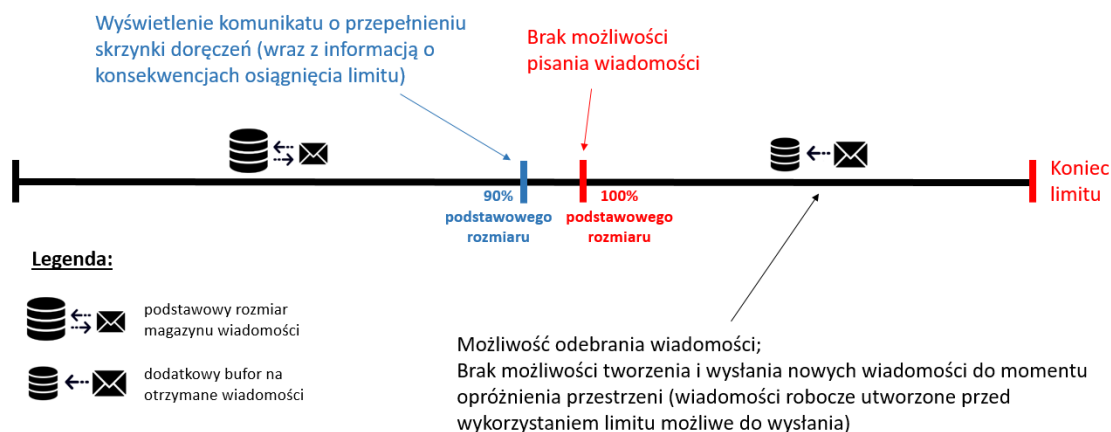 Wyświetlenie komunikatu o przepełnieniu
skrzynki doręczeń (wraz z informacją o
konsekwencjach osiągnięcia limitu)
Brak możliwości
pisania wiadomości
Koniec
limitu
90%
podstawowego
rozmiaru
100%
podstawowego
rozmiaru
Legenda:
podstawowy rozmiar
magazynu wiadomości
dodatkowy bufor na
otrzymane wiadomości
Możliwość odebrania wiadomości;
Brak możliwości tworzenia i wysłania nowych wiadomości do momentu
opróżnienia przestrzeni (wiadomości robocze utworzone przed
wykorzystaniem limitu możliwe do wysłania)